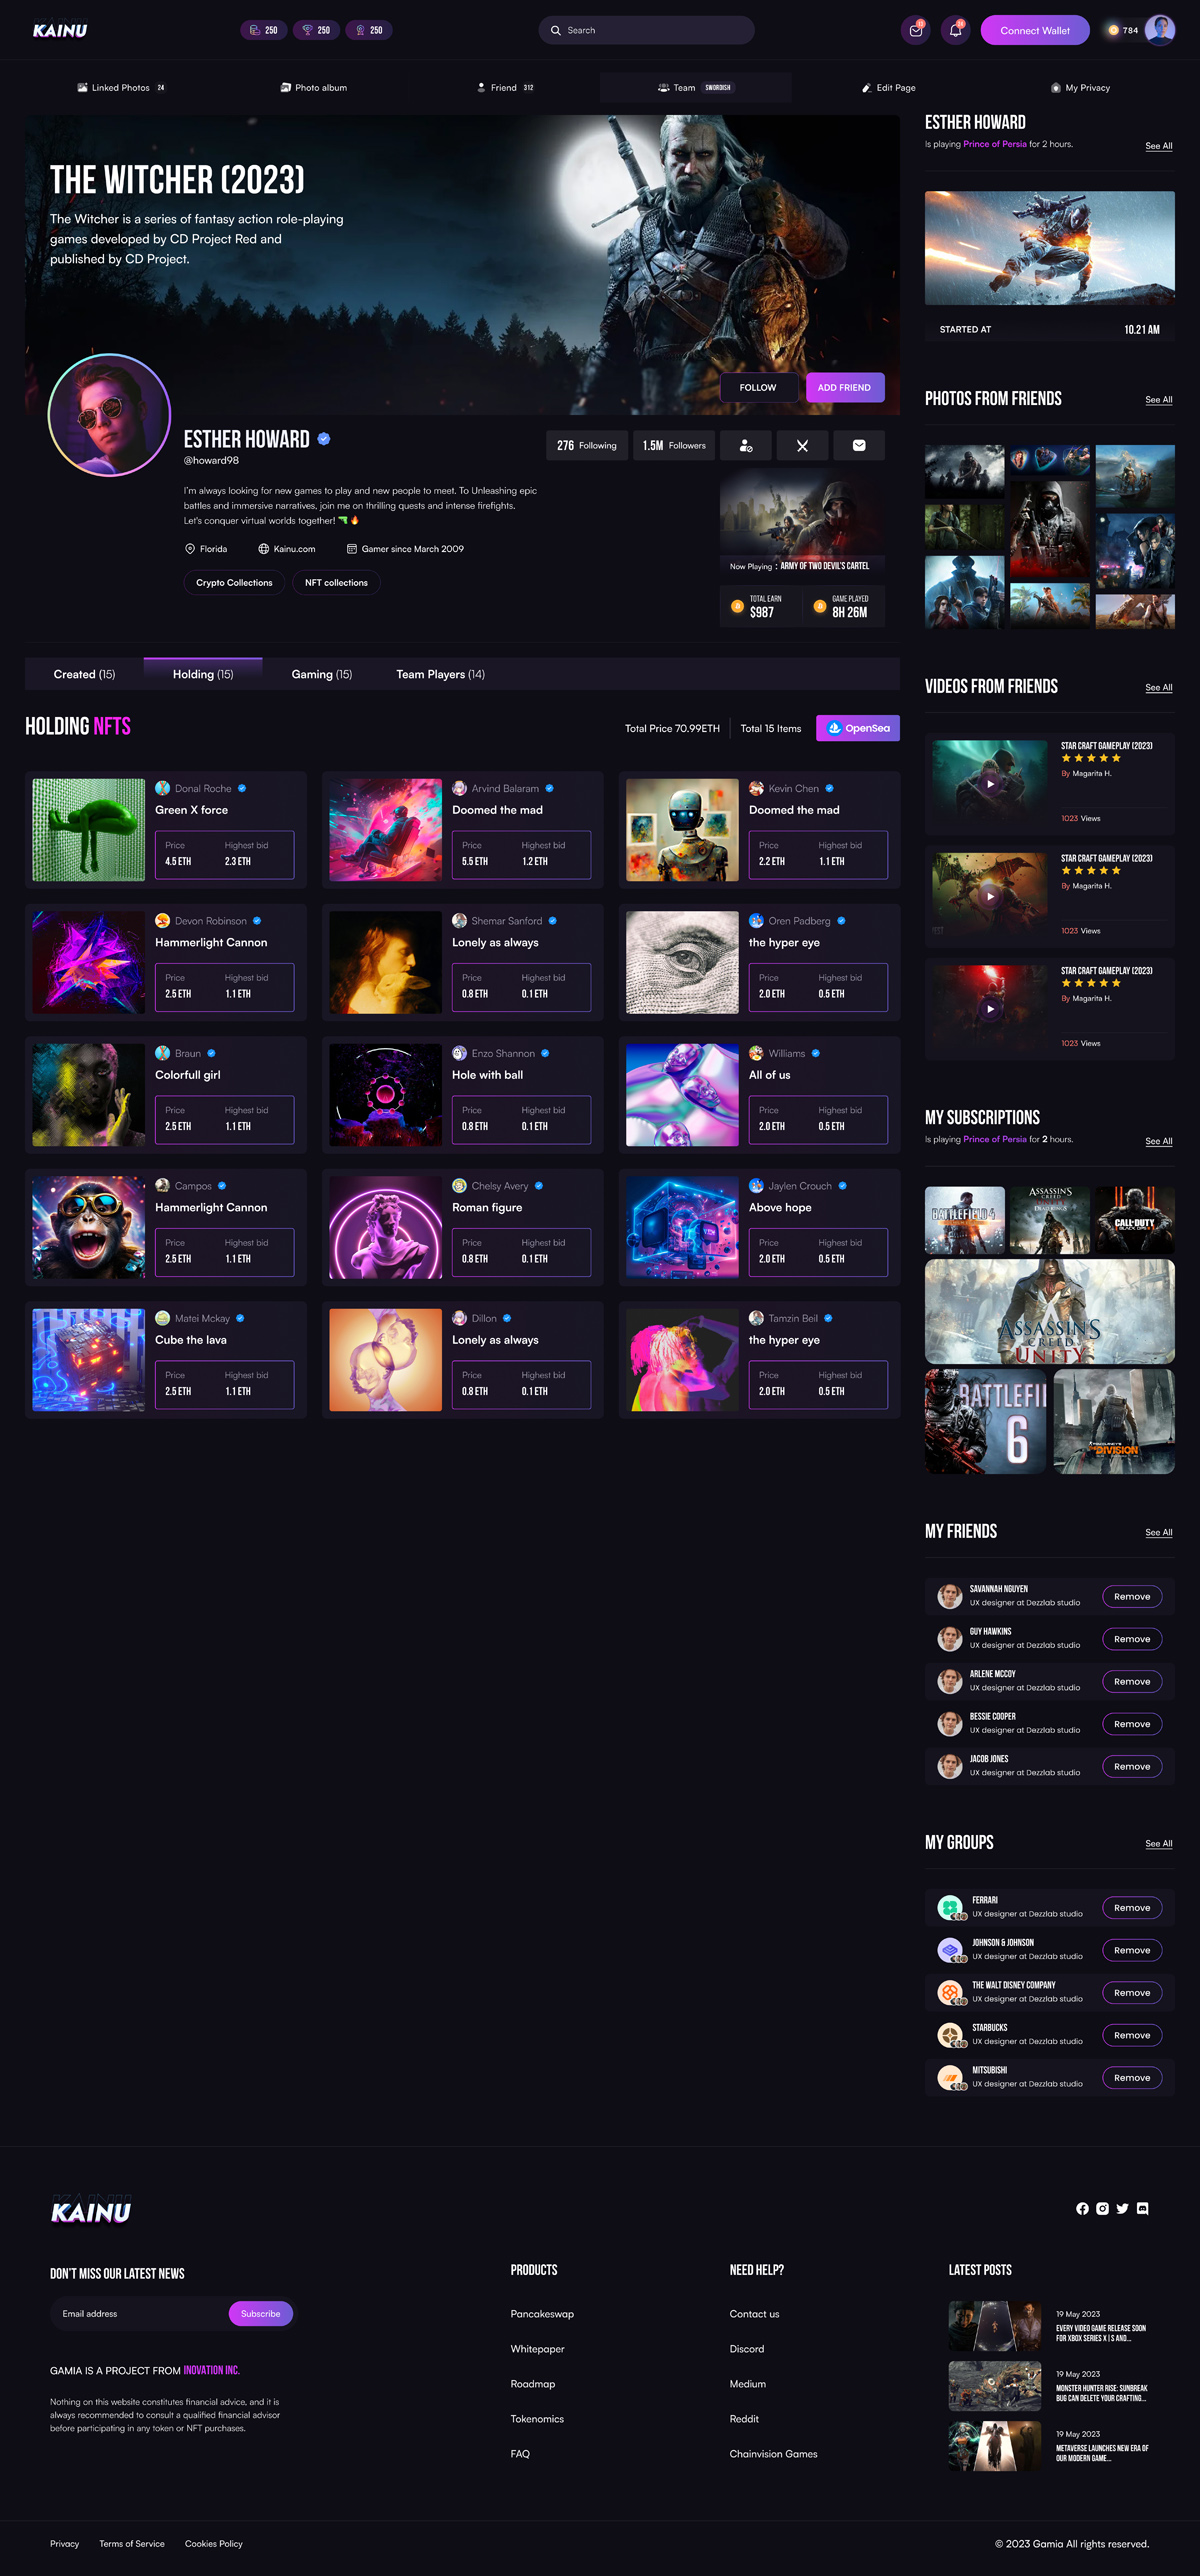 KAINU
250
250
250
Search
Connect Wallet
784
Linked Photos 24
Photo album
Friend 312
Team SWORDISH
Edit Page
My Privacy
THE WITCHER (2023)
The Witcher is a series of fantasy action role-playing
games developed by CD Project Red and
published by CD Project.
FOLLOW
ADD FRIEND
ESTHER HOWARD
@howard98
276 Following
1.5M Followers
I'm always looking for new games to play and new people to meet. To Unleashing epic
battles and immersive narratives, join me on thrilling quests and intense firefights.
Let's conquer virtual worlds together!
Florida
Kainu.com
Gamer since March 2009
Crypto Collections
NFT collections
Now Playing : ARMY OF TWO DEVIL'S CARTEL
TOTAL EARN
$987
GAME PLAYED
8H 26M
Created (15)
Holding (15)
Gaming (15)
Team Players (14)
HOLDING NFTS
Total Price 70.99ETH
Total 15 Items
OpenSea
Donal Roche
Green X force
Price
Highest bid
4.5 ETH
2.3 ETH
Arvind Balaram
Doomed the mad
Price
Highest bid
5.5 ETH
1.2 ETH
Kevin Chen
Doomed the mad
Price
Highest bid
2.2 ETH
1.1 ETH
Devon Robinson
Hammerlight Cannon
Price
Highest bid
2.5 ETH
1.1 ETH
Shemar Sanford
Lonely as always
Price
Highest bid
0.8 ETH
0.1 ETH
Oren Padberg
the hyper eye
Price
Highest bid
2.0 ETH
0.5 ETH
Braun
Colorfull girl
Price
Highest bid
2.5 ETH
1.1 ETH
Enzo Shannon
Hole with ball
Price
Highest bid
0.8 ETH
0.1 ETH
Williams
All of us
Price
Highest bid
2.0 ETH
0.5 ETH
Campos
Hammerlight Cannon
Price
Highest bid
2.5 ETH
1.1 ETH
Chelsy Avery
Roman figure
Price
Highest bid
0.8 ETH
0.1 ETH
Jaylen Crouch
Above hope
Price
Highest bid
2.0 ETH
0.5 ETH
Matei Mckay
Cube the lava
Price
Highest bid
2.5 ETH
1.1 ETH
Dillon
Lonely as always
Price
Highest bid
0.8 ETH
0.1 ETH
Tamzin Beil
the hyper eye
Price
Highest bid
2.0 ETH
0.5 ETH
ESTHER HOWARD
Is playing Prince of Persia for 2 hours.
See All
STARTED AT
10.21 AM
PHOTOS FROM FRIENDS
See All
VIDEOS FROM FRIENDS
See All
STAR CRAFT GAMEPLAY (2023)
By Magarita H.
1023 Views
STAR CRAFT GAMEPLAY (2023)
By Magarita H.
1023 Views
STAR CRAFT GAMEPLAY (2023)
By Magarita H.
1023 Views
MY SUBSCRIPTIONS
Is playing Prince of Persia for 2 hours.
See All
BATTLEFIELD 4
ASSASSIN'S
CREED
DEAD KINGS
CALL OF DUTY
BLACK OPS
ASSASSIN'S
CREED
UNITY
BATTLEFI
6
THE DIVISION
MY FRIENDS
See All
SAVANNAH NGUYEN
UX designer at Dezzlab studio
Remove
GUY HAWKINS
UX designer at Dezzlab studio
Remove
ARLENE MCCOY
UX designer at Dezzlab studio
Remove
BESSIE COOPER
UX designer at Dezzlab studio
Remove
JACOB JONES
UX designer at Dezzlab studio
Remove
MY GROUPS
See All
FERRARI
UX designer at Dezzlab studio
Remove
JOHNSON & JOHNSON
UX designer at Dezzlab studio
Remove
THE WALT DISNEY COMPANY
UX designer at Dezzlab studio
Remove
STARBUCKS
UX designer at Dezzlab studio
Remove
MITSUBISHI
UX designer at Dezzlab studio
Remove
KAINU
DON'T MISS OUR LATEST NEWS
Email address
Subscribe
GAMIA IS A PROJECT FROM INOVATION INC.
Nothing on this website constitutes financial advice, and it is
always recommended to consult a qualified financial advisor
before participating in any token or NFT purchases.
PRODUCTS
Pancakeswap
Whitepaper
Roadmap
Tokenomics
FAQ
NEED HELP?
Contact us
Discord
Medium
Reddit
Chainvision Games
LATEST POSTS
19 May 2023
EVERY VIDEO GAME RELEASE SOON
FOR XBOX SERIES X | S AND...
19 May 2023
MONSTER HUNTER RISE: SUNBREAK
BUG CAN DELETE YOUR CRAFTING...
19 May 2023
METAVERSE LAUNCHES NEW ERA OF
OUR MODERN GAME...
Privacy
Terms of Service
Cookies Policy
© 2023 Gamia All rights reserved.